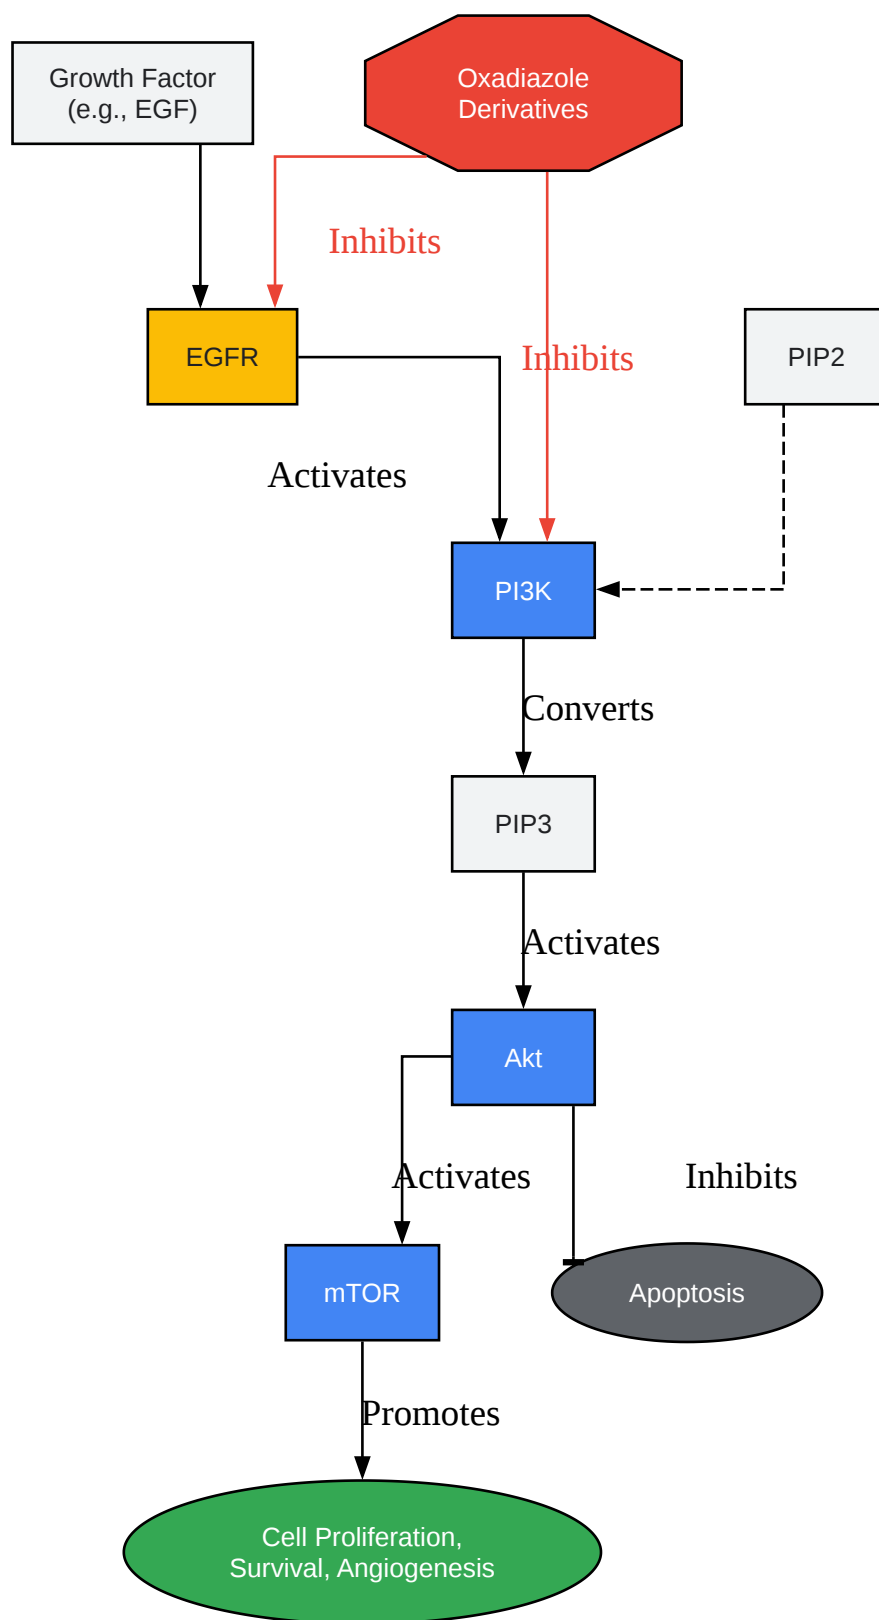 Growth Factor
(e.g., EGF)
Oxadiazole
Derivatives
Inhibits
EGFR
Inhibits
PIP2
Activates
PI3K
Converts
PIP3
Activates
Akt
Activates
Inhibits
mTOR
Apoptosis
Promotes
Cell Proliferation,
Survival, Angiogenesis